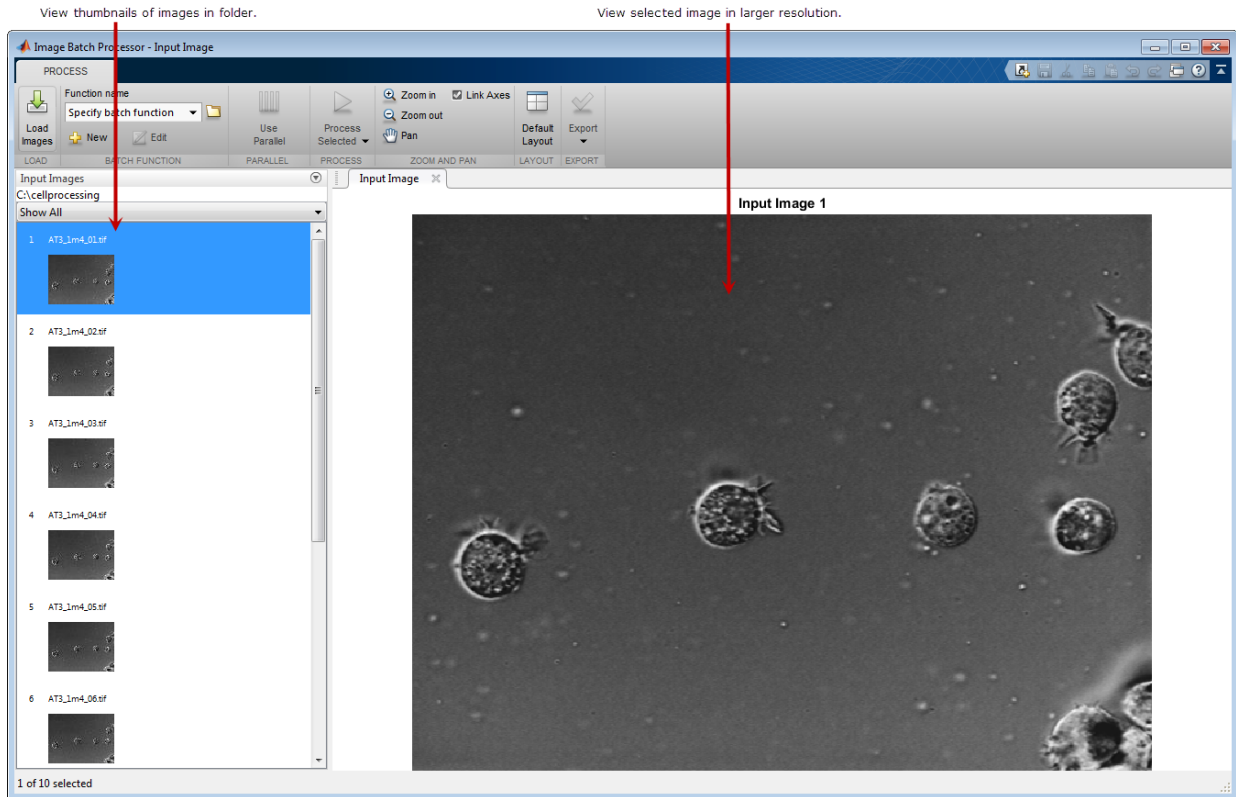 View thumbnails of images in folder.
View selected image in larger resolution.
Image Batch Processor - Input Image
PROCESS
Load Images
Function name
Specify batch function
New
Edit
Use Parallel
Process Selected
Zoom in
Link Axes
Zoom out
Pan
Default Layout
Export
LOAD
BATCH FUNCTION
PARALLEL
PROCESS
ZOOM AND PAN
LAYOUT
EXPORT
Input Images
C:\cellprocessing
Show All
1 AT3_1m4_01.tif
2 AT3_1m4_02.tif
3 AT3_1m4_03.tif
4 AT3_1m4_04.tif
5 AT3_1m4_05.tif
6 AT3_1m4_06.tif
1 of 10 selected
Input Image
Input Image 1